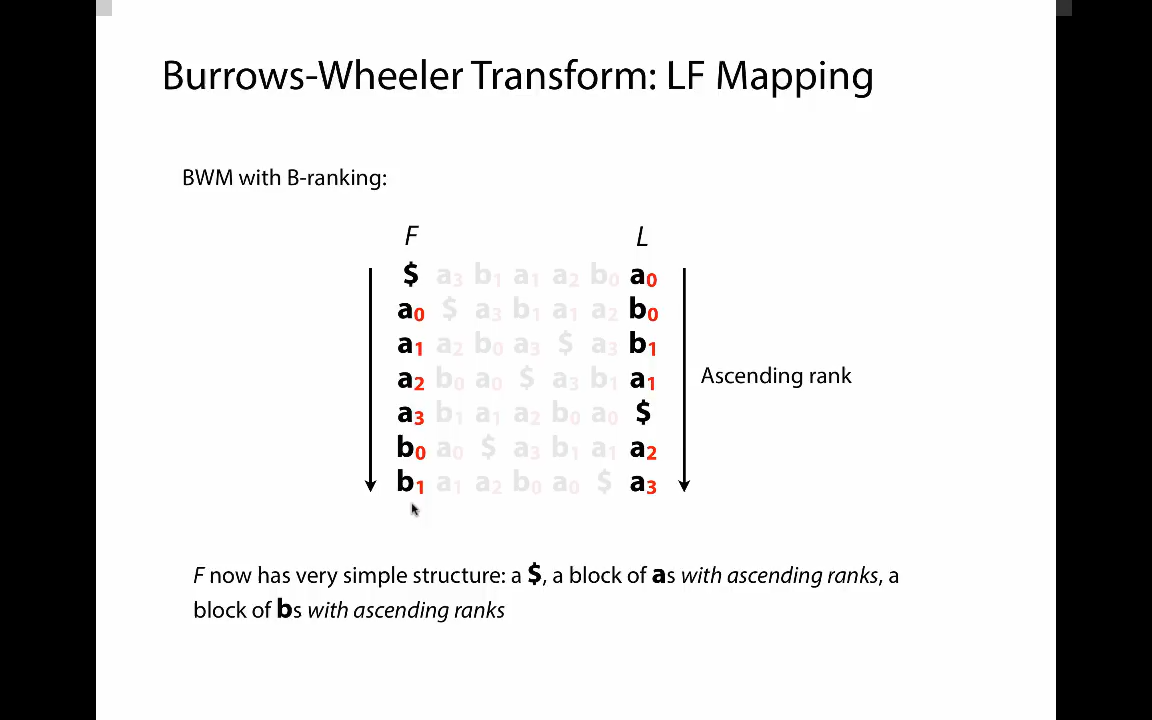 Burrows-Wheeler Transform: LF Mapping
BWM with B-ranking:
F L
$ a3 b1 a1 a2 b0 a0
a0 $ a3 b1 a1 a2 b0
a1 a2 b0 a3 $ a3 b1
a2 b0 a0 $ a3 b1 a1
a3 b1 a1 a2 b0 a0 $
b0 a0 $ a3 b1 a1 a2
b1 a1 a2 b0 a0 $ a3
Ascending rank
F now has very simple structure: a $, a block of as with ascending ranks, a
block of bs with ascending ranks